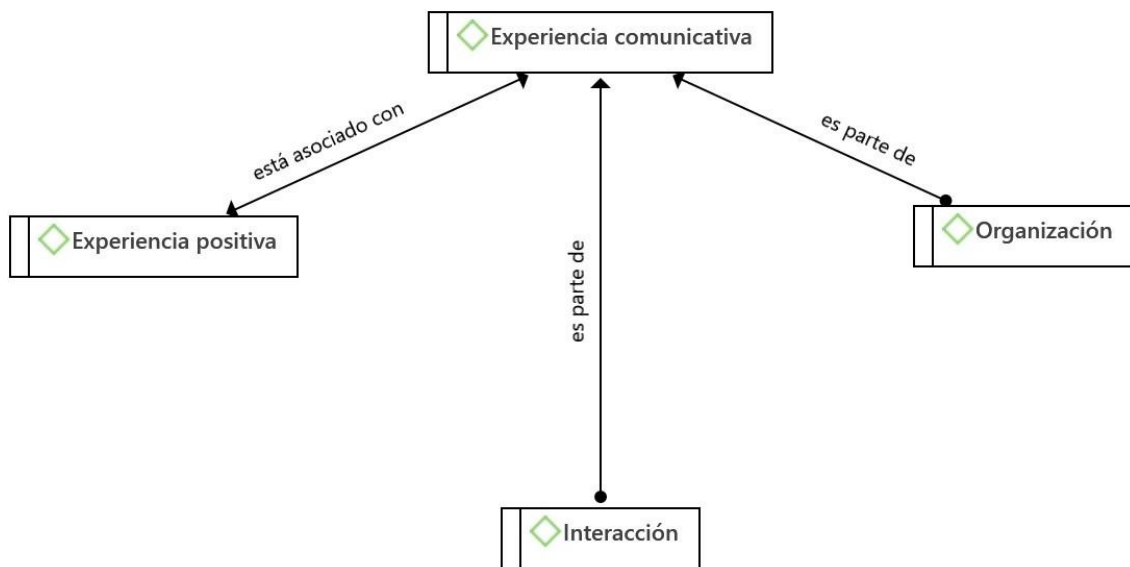 Experiencia comunicativa
está asociado con
es parte de
Experiencia positiva
Organización
es parte de
Interacción